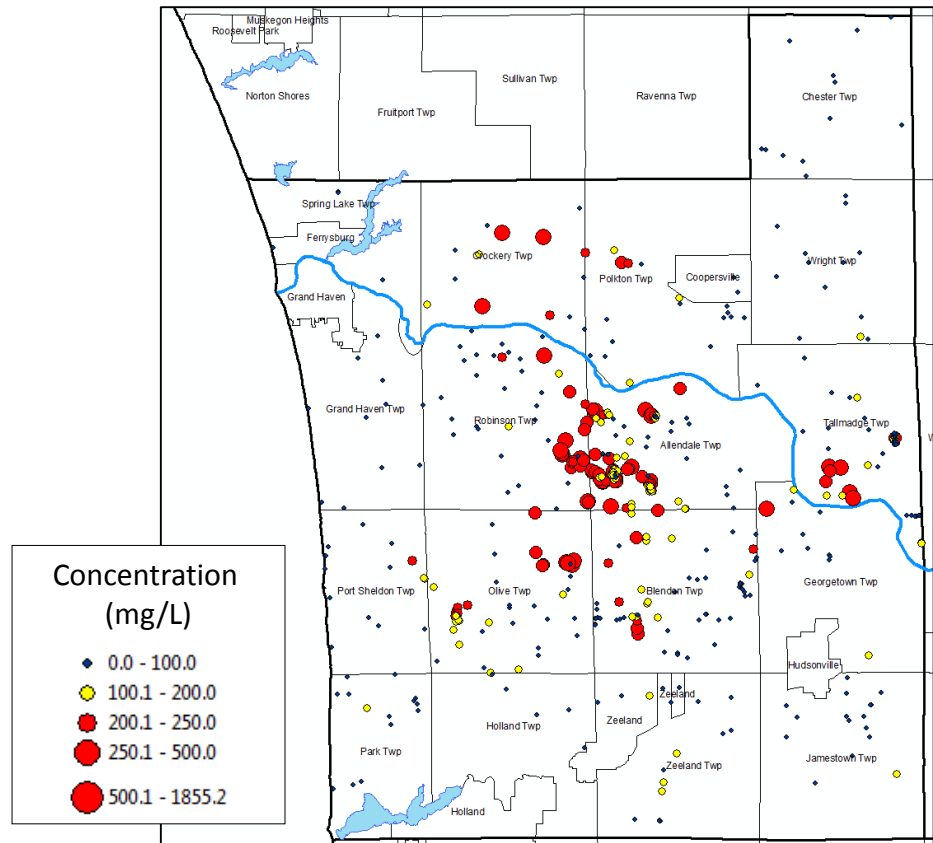 Muskegon Heights
Roosevelt Park
Norton Shores
Fruitport Twp
Sullivan Twp
Ravenna Twp
Chester Twp
Spring Lake Twp
Ferrysburg
Crockery Twp
Polkton Twp
Coopersville
Wright Twp
Grand Haven
Grand Haven Twp
Robinson Twp
Allendale Twp
Tallmadge Twp
W
Port Sheldon Twp
Olive Twp
Blendon Twp
Georgetown Twp
Hudsonville
Park Twp
Holland Twp
Zeeland
Zeeland
Zeeland Twp
Jamestown Twp
Holland
Concentration
(mg/L)
0.0 - 100.0
100.1 - 200.0
200.1 - 250.0
250.1 - 500.0
500.1 - 1855.2